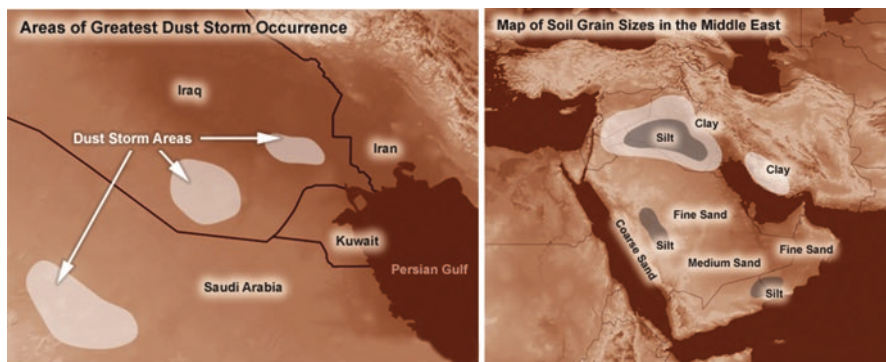 Areas of Greatest Dust Storm Occurrence
Iraq
Dust Storm Areas
Iran
Kuwait
Persian Gulf
Saudi Arabia
Map of Soil Grain Sizes in the Middle East
Clay
Silt
Clay
Fine Sand
Silt
Coarse Sand
Medium Sand
Fine Sand
Silt